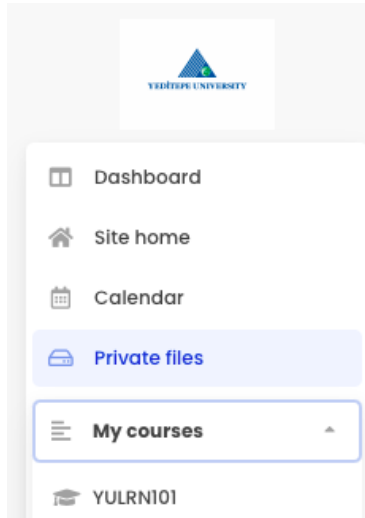 YEDİTEPE UNIVERSITY
Dashboard
Site home
Calendar
Private files
My courses
YULRN101